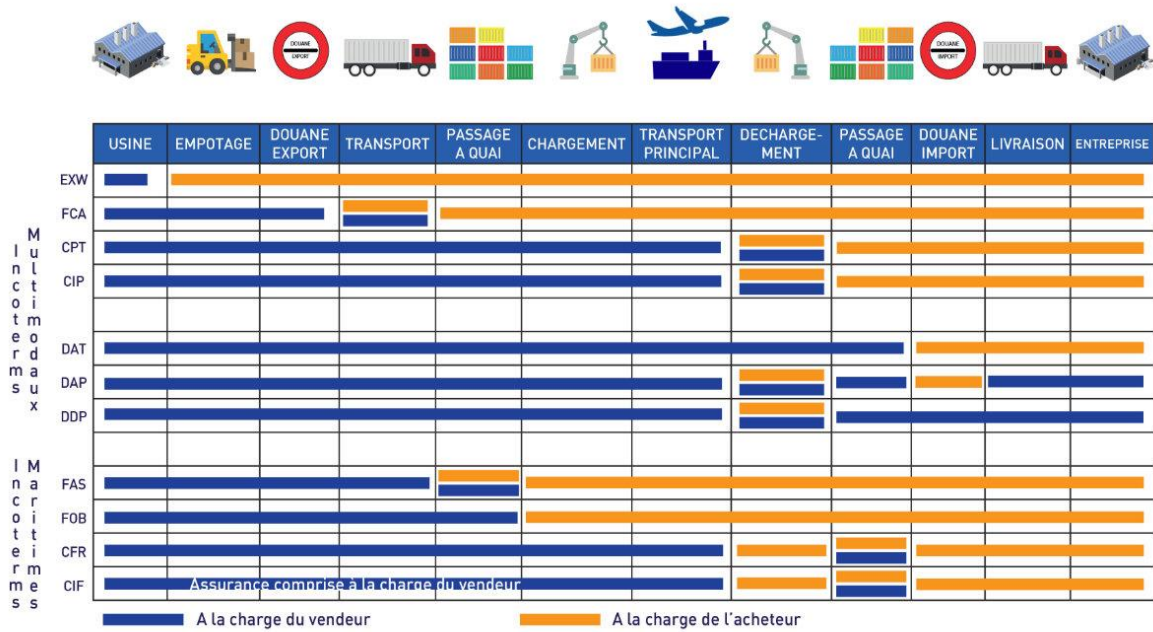 DOUANE
EXPORT
DOUANE
IMPORT
USINE
EMPOTAGE
DOUANE
EXPORT
TRANSPORT
PASSAGE
A QUAI
CHARGEMENT
TRANSPORT
PRINCIPAL
DECHARGE-
MENT
PASSAGE
A QUAI
DOUANE
IMPORT
LIVRAISON
ENTREPRISE
Incoterms
Multimodaux
EXW
FCA
CPT
CIP
DAT
DAP
DDP
Incoterms
Maritimes
FAS
FOB
CFR
CIF
Assurance comprise à la charge du vendeur
A la charge du vendeur
A la charge de l'acheteur